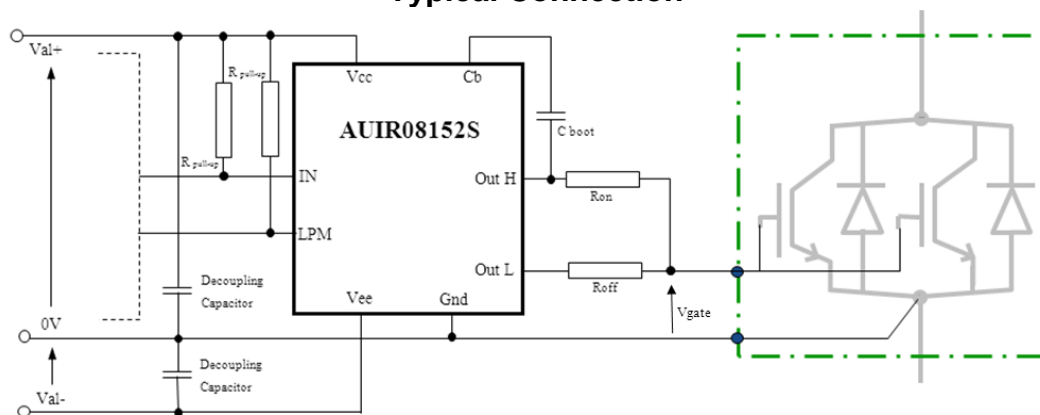 Typical Connection
Val+
R pull-up
R pull-up
Vcc
Cb
AUIR08152S
C boot
IN
Out H
Ron
LPM
Out L
Roff
Decoupling
Capacitor
Vee
Gnd
Vgate
0V
Decoupling
Capacitor
Val-